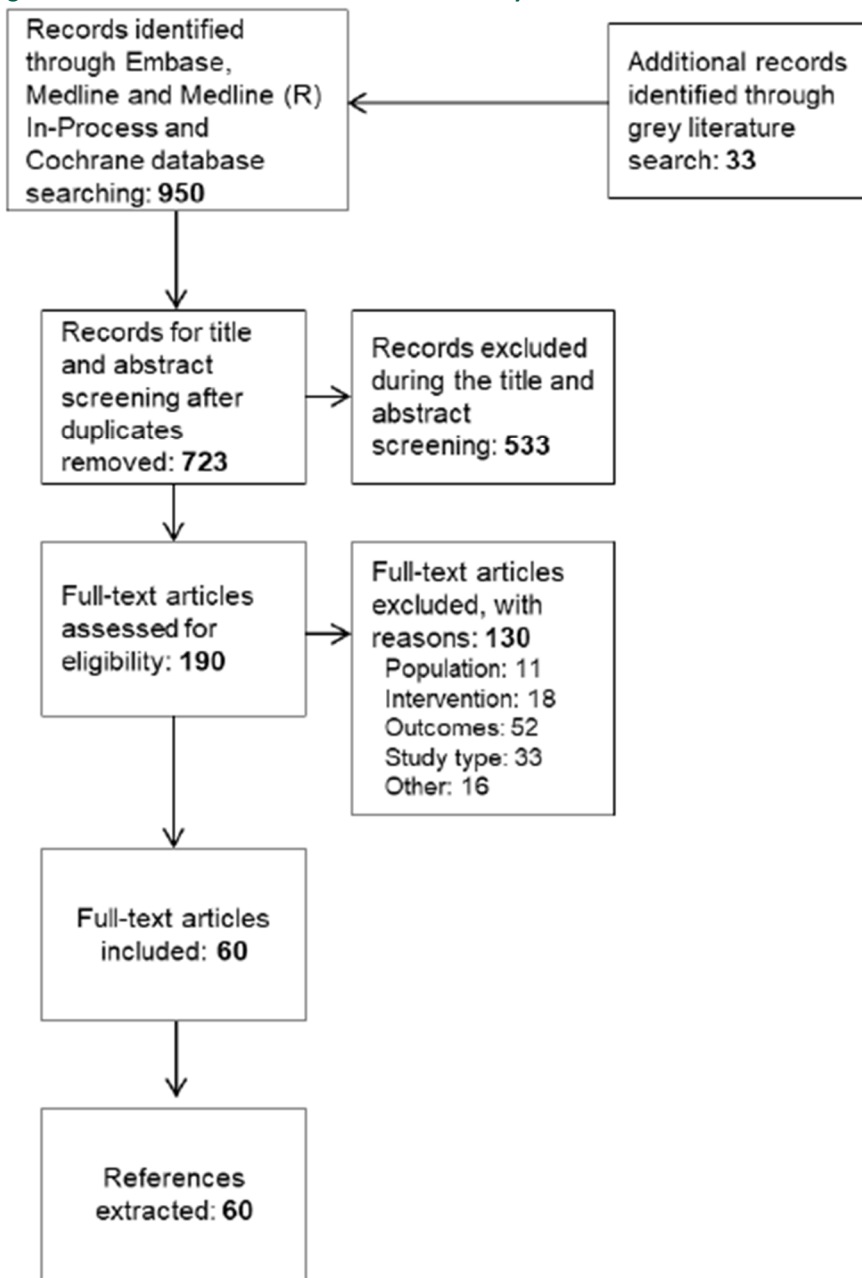 Records identified
through Embase,
Medline and Medline (R)
In-Process and
Cochrane database
searching: 950
Additional records
identified through
grey literature
search: 33
Records for title
and abstract
screening after
duplicates
removed: 723
Records excluded
during the title and
abstract
screening: 533
Full-text articles
assessed for
eligibility: 190
Full-text articles
excluded, with
reasons: 130
Population: 11
Intervention: 18
Outcomes: 52
Study type: 33
Other: 16
Full-text articles
included: 60
References
extracted: 60